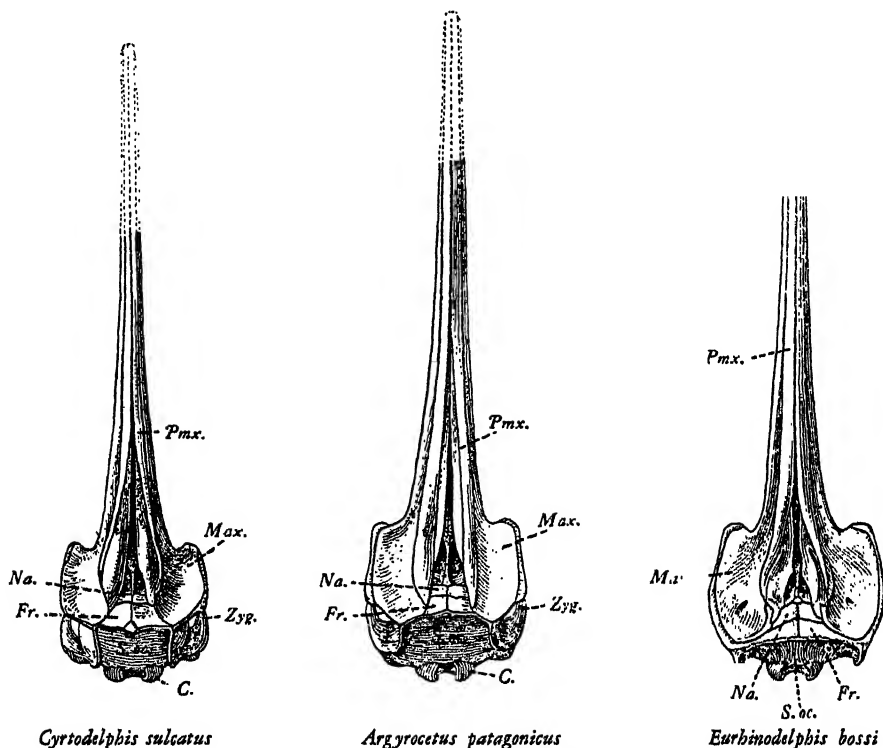 Pmx.
Max.
Na.
Fr.
Zyg.
S.oc.
C.
Cyrtodelphis sulcatus
Pmx.
Max.
Na.
Fr.
Zyg.
C.
Argyrocetus patagonicus
Pmx.
Na.
Fr.
S.oc.
Eurhinodelphis bossi